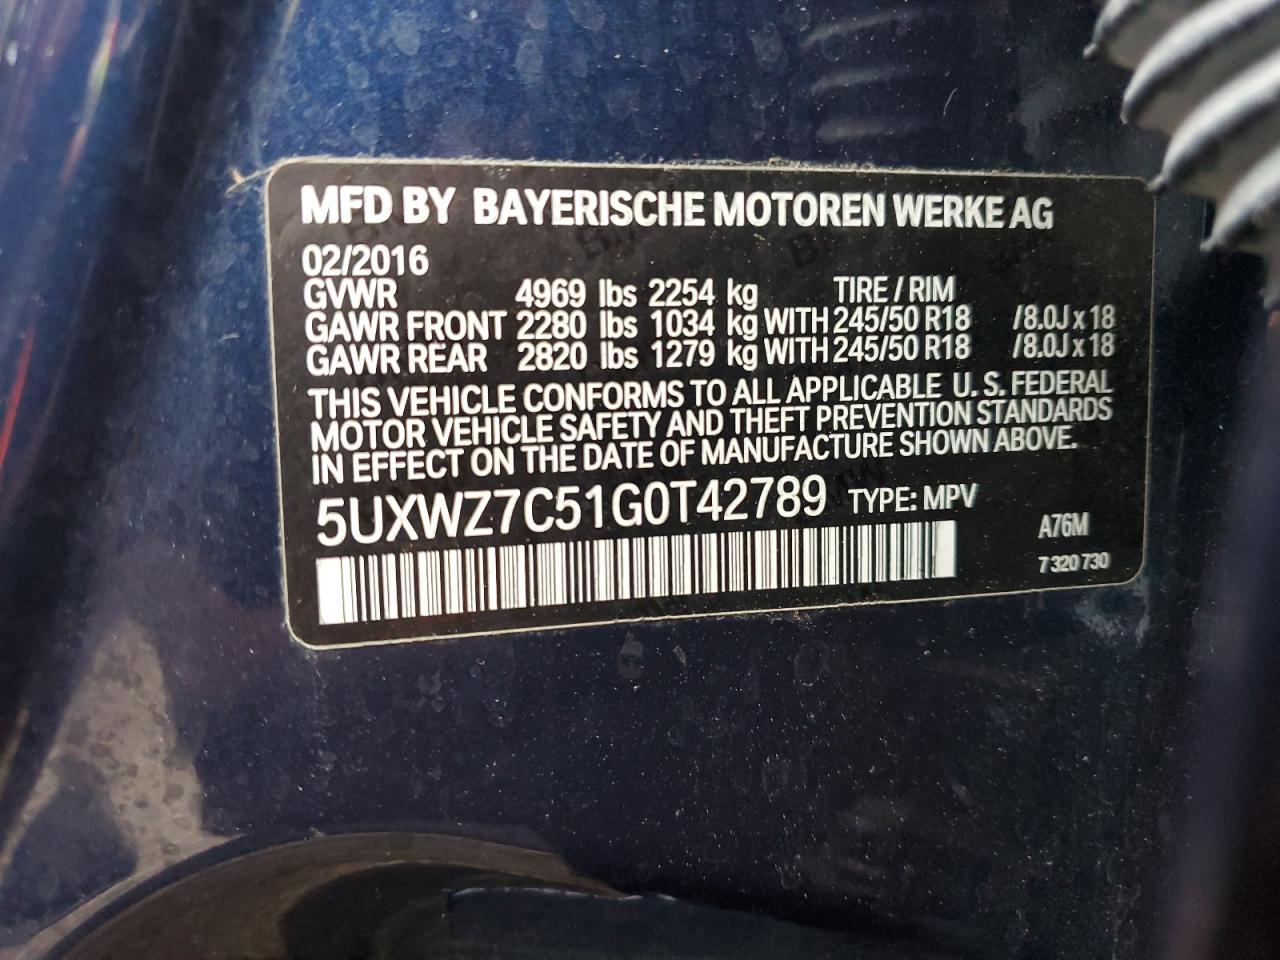 MFD BY BAYERISCHE MOTOREN WERKE AG
02/2016
GVWR 4969 lbs 2254 kg TIRE / RIM
GAWR FRONT 2280 lbs 1034 kg WITH 245/50 R18 /8.0J x 18
GAWR REAR 2820 lbs 1279 kg WITH 245/50 R18 /8.0J x 18
THIS VEHICLE CONFORMS TO ALL APPLICABLE U.S. FEDERAL
MOTOR VEHICLE SAFETY AND THEFT PREVENTION STANDARDS
IN EFFECT ON THE DATE OF MANUFACTURE SHOWN ABOVE.
5UXWZ7C51G0T42789 TYPE: MPV
A76M
7 320 730